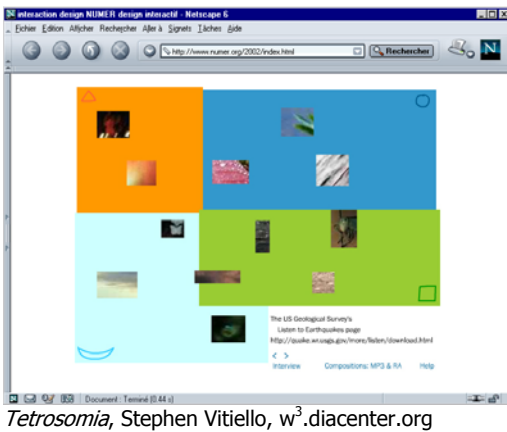 interaction design NUMER design interactif - Netscape 6
Fichier Edition Afficher Rechercher Aller à Signets Tâches Aide
http://www.numer.org/2002/index.html Rechercher N
The US Geological Survey's
Listen to Earthquakes page
http://quake.wr.usgs.gov/more/listen/download.html
< >
Interview Compositions: MP3 & RA Help
Document : Terminé (0.44 s)
Tetrosomia, Stephen Vitiello, w³.diacenter.org